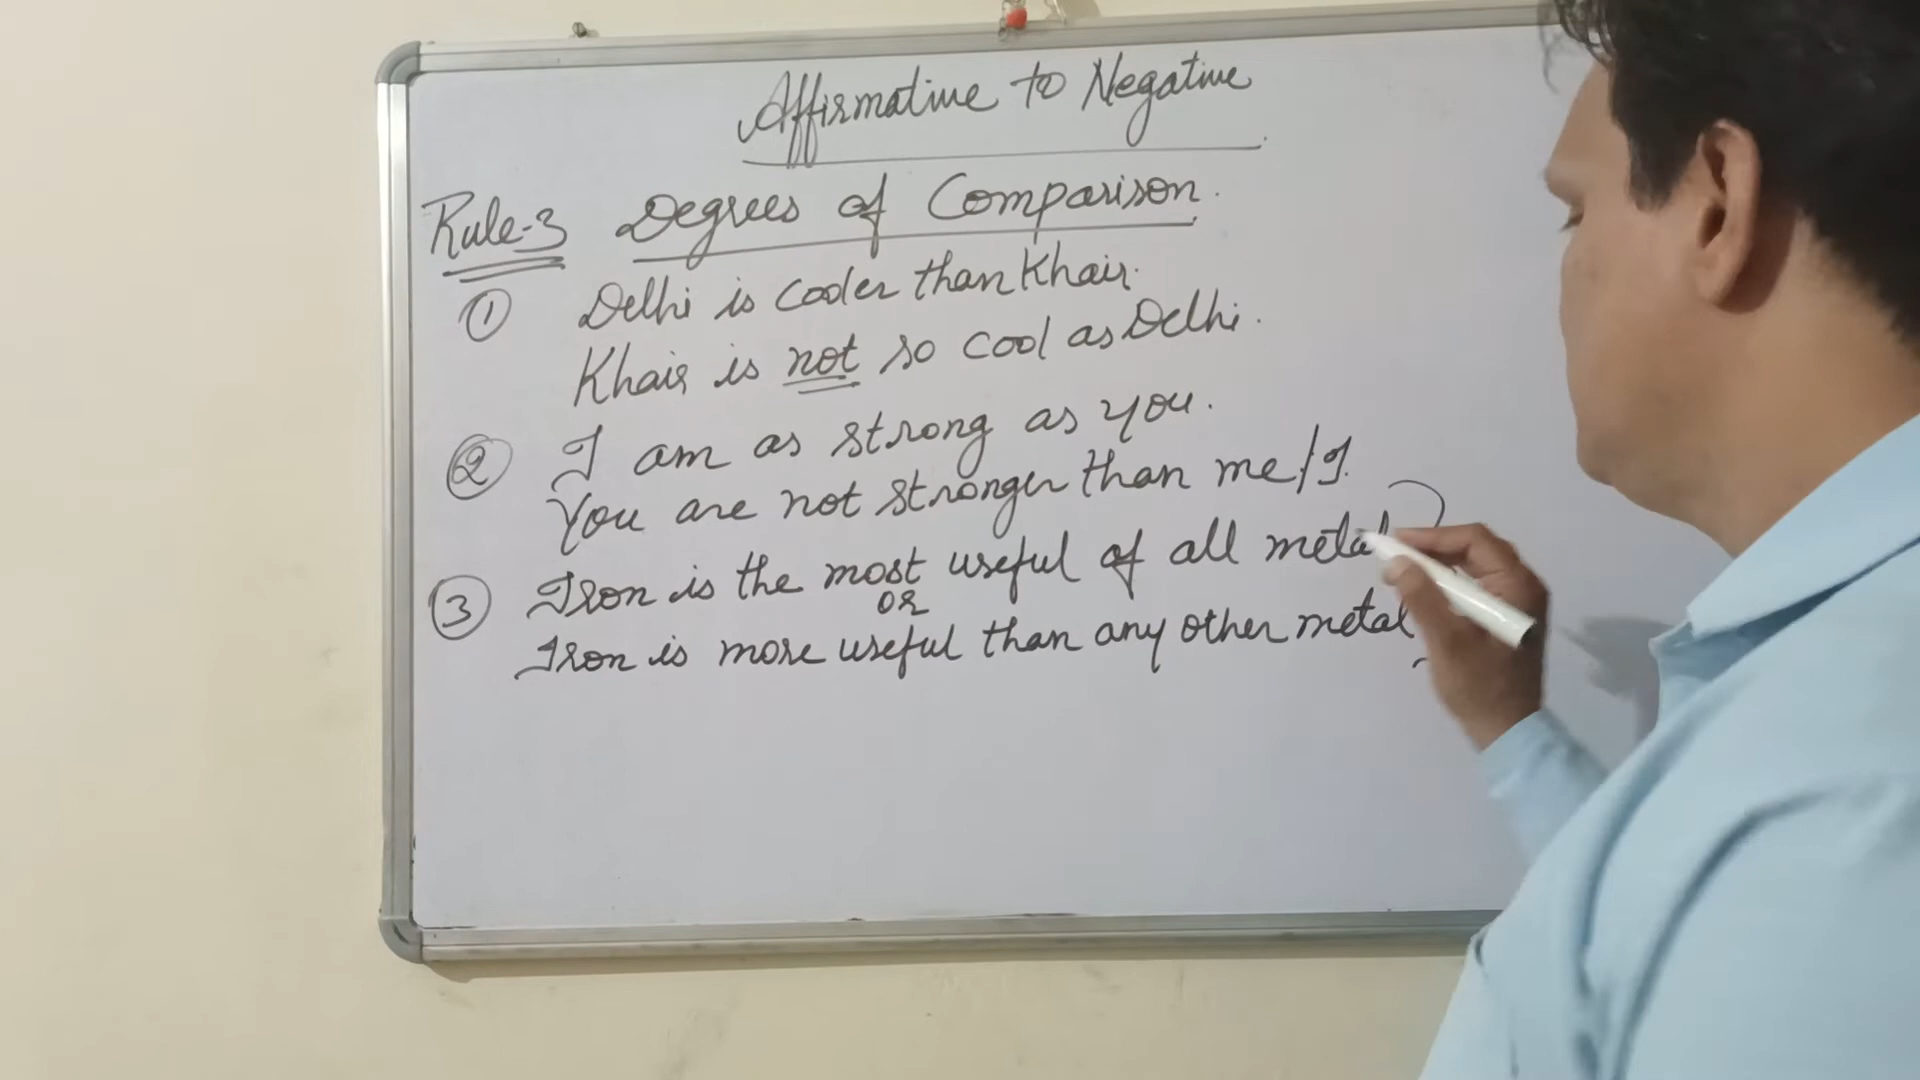 Affirmative to Negative
Rule-3 Degrees of Comparison.
① Delhi is cooler than Khair.
Khair is not so cool as Delhi.
② I am as strong as you.
You are not stronger than me/I.
③ Iron is the most useful of all metal
OR
Iron is more useful than any other metal